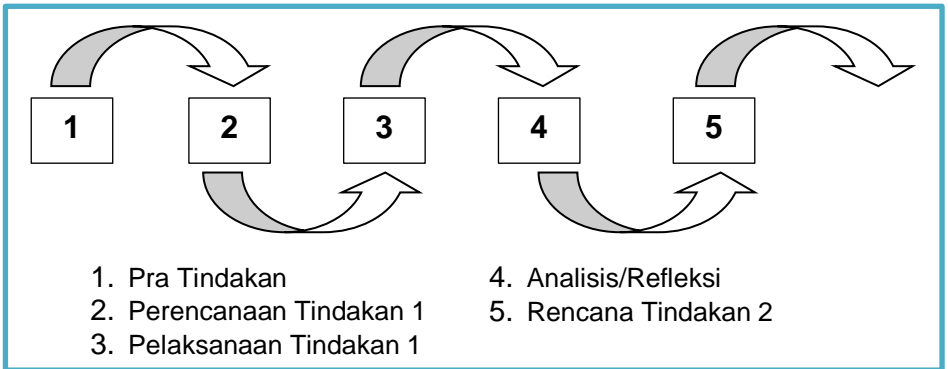 1 2 3 4 5
1. Pra Tindakan
2. Perencanaan Tindakan 1
3. Pelaksanaan Tindakan 1
4. Analisis/Refleksi
5. Rencana Tindakan 2